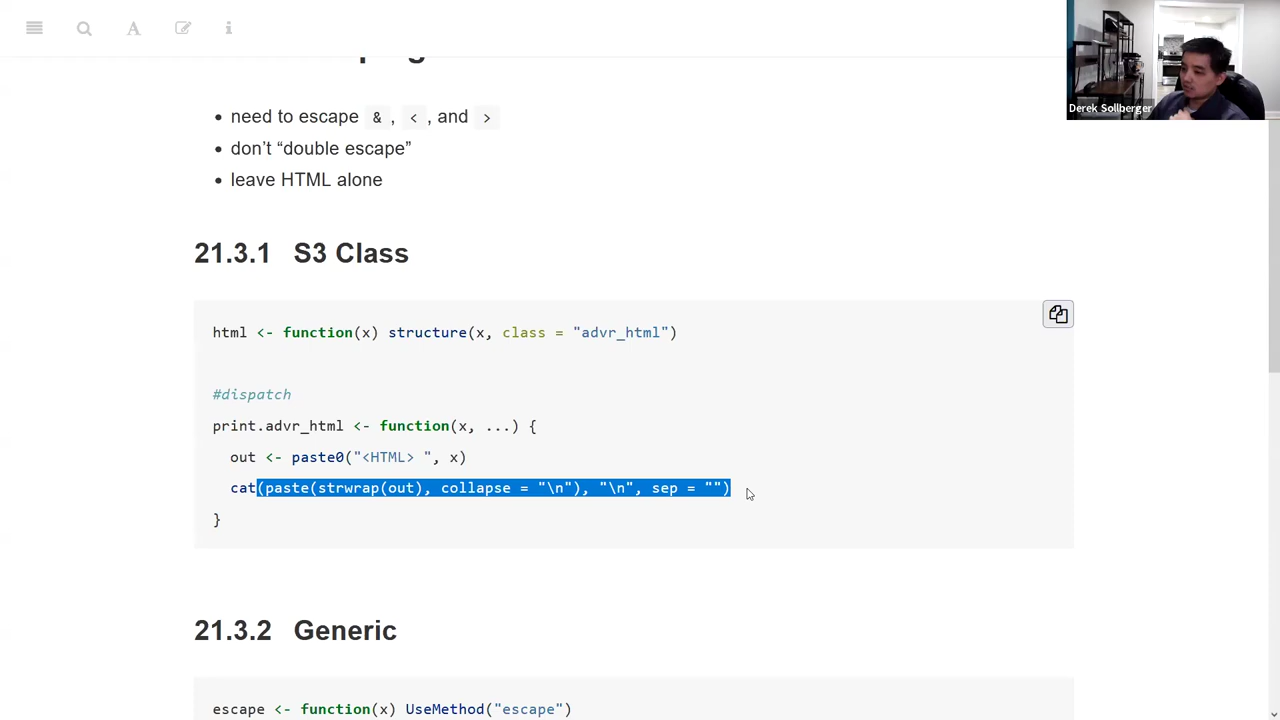 Derek Sollberger
need to escape & , < , and >
don't “double escape”
leave HTML alone
21.3.1 S3 Class
html <- function(x) structure(x, class = "advr_html")
#dispatch
print.advr_html <- function(x, ...) {
out <- paste0("<HTML> ", x)
cat(paste(strwrap(out), collapse = "\n"), "\n", sep = "")
}
21.3.2 Generic
escape <- function(x) UseMethod("escape")